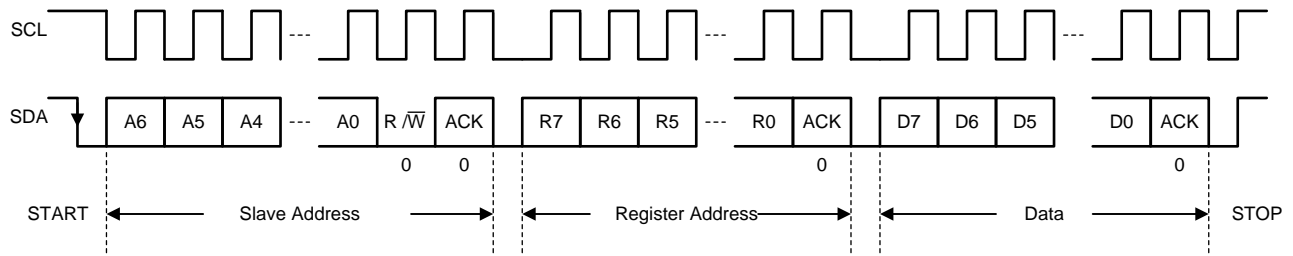 SCL --- --- ---
SDA A6 A5 A4 --- A0 R/W̅ ACK R7 R6 R5 --- R0 ACK D7 D6 D5 --- D0 ACK
0 0 0 0
START Slave Address Register Address Data STOP